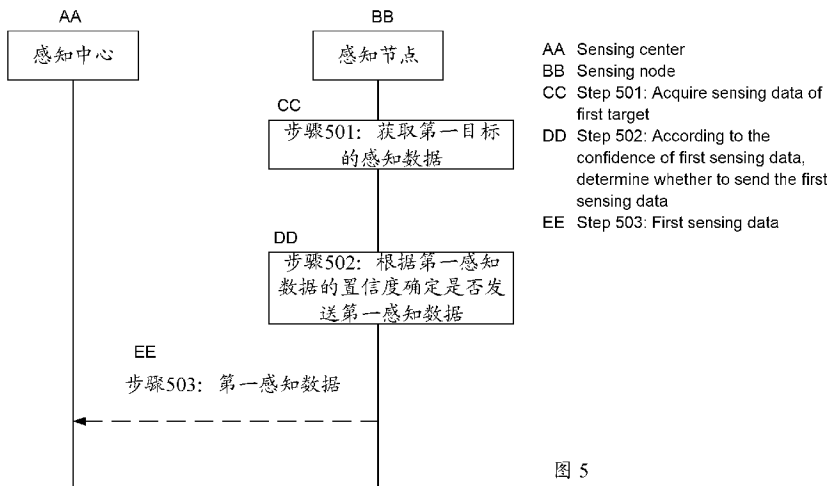 AA
BB
感知中心
感知节点
CC
步骤501：获取第一目标
的感知数据
DD
步骤502：根据第一感知
数据的置信度确定是否发
送第一感知数据
EE
步骤503：第一感知数据
AA Sensing center
BB Sensing node
CC Step 501: Acquire sensing data of
first target
DD Step 502: According to the
confidence of first sensing data,
determine whether to send the first
sensing data
EE Step 503: First sensing data
图 5